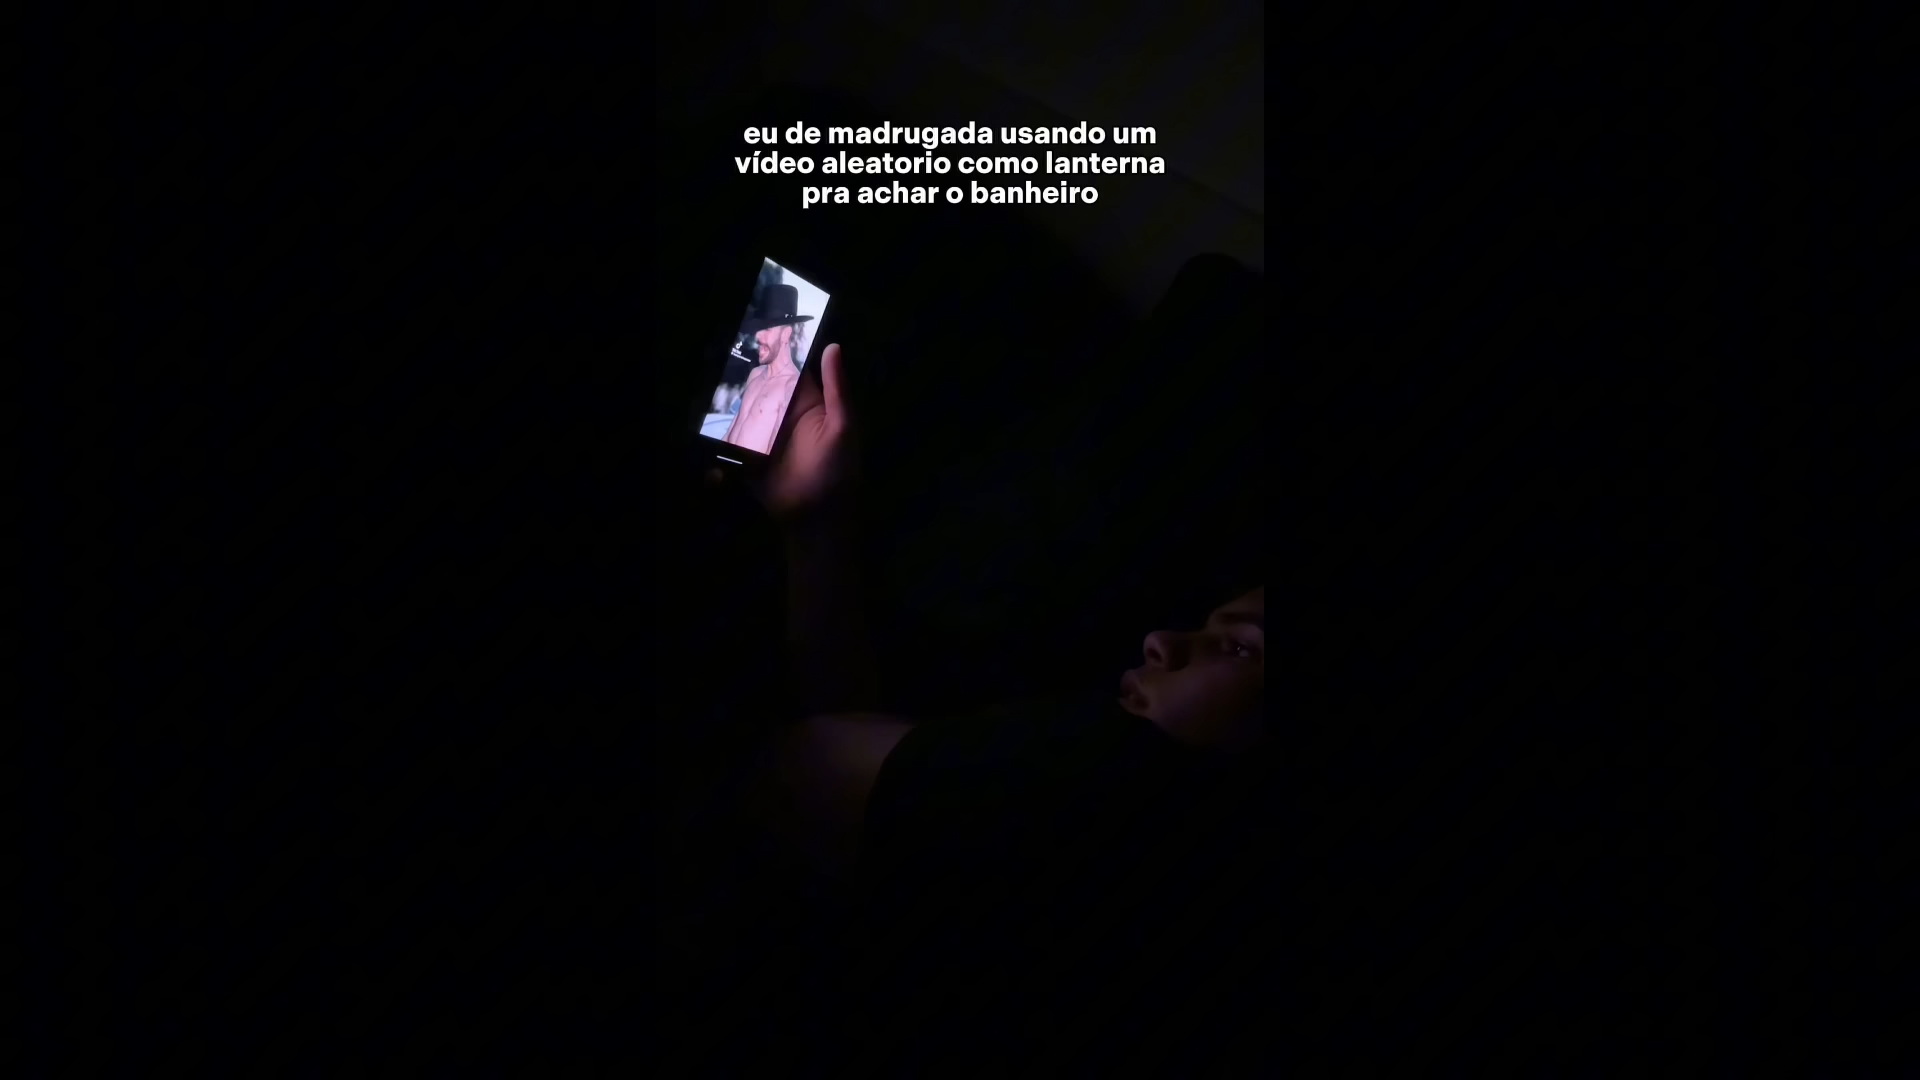 eu de madrugada usando um
vídeo aleatorio como lanterna
pra achar o banheiro